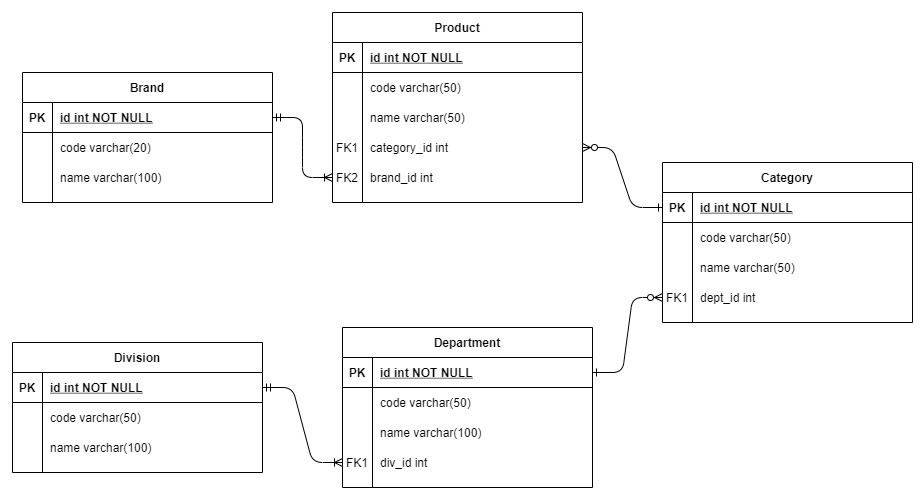 Product
PK id int NOT NULL
code varchar(50)
name varchar(50)
FK1 category_id int
FK2 brand_id int
Brand
PK id int NOT NULL
code varchar(20)
name varchar(100)
Category
PK id int NOT NULL
code varchar(50)
name varchar(50)
FK1 dept_id int
Division
PK id int NOT NULL
code varchar(50)
name varchar(100)
Department
PK id int NOT NULL
code varchar(50)
name varchar(100)
FK1 div_id int